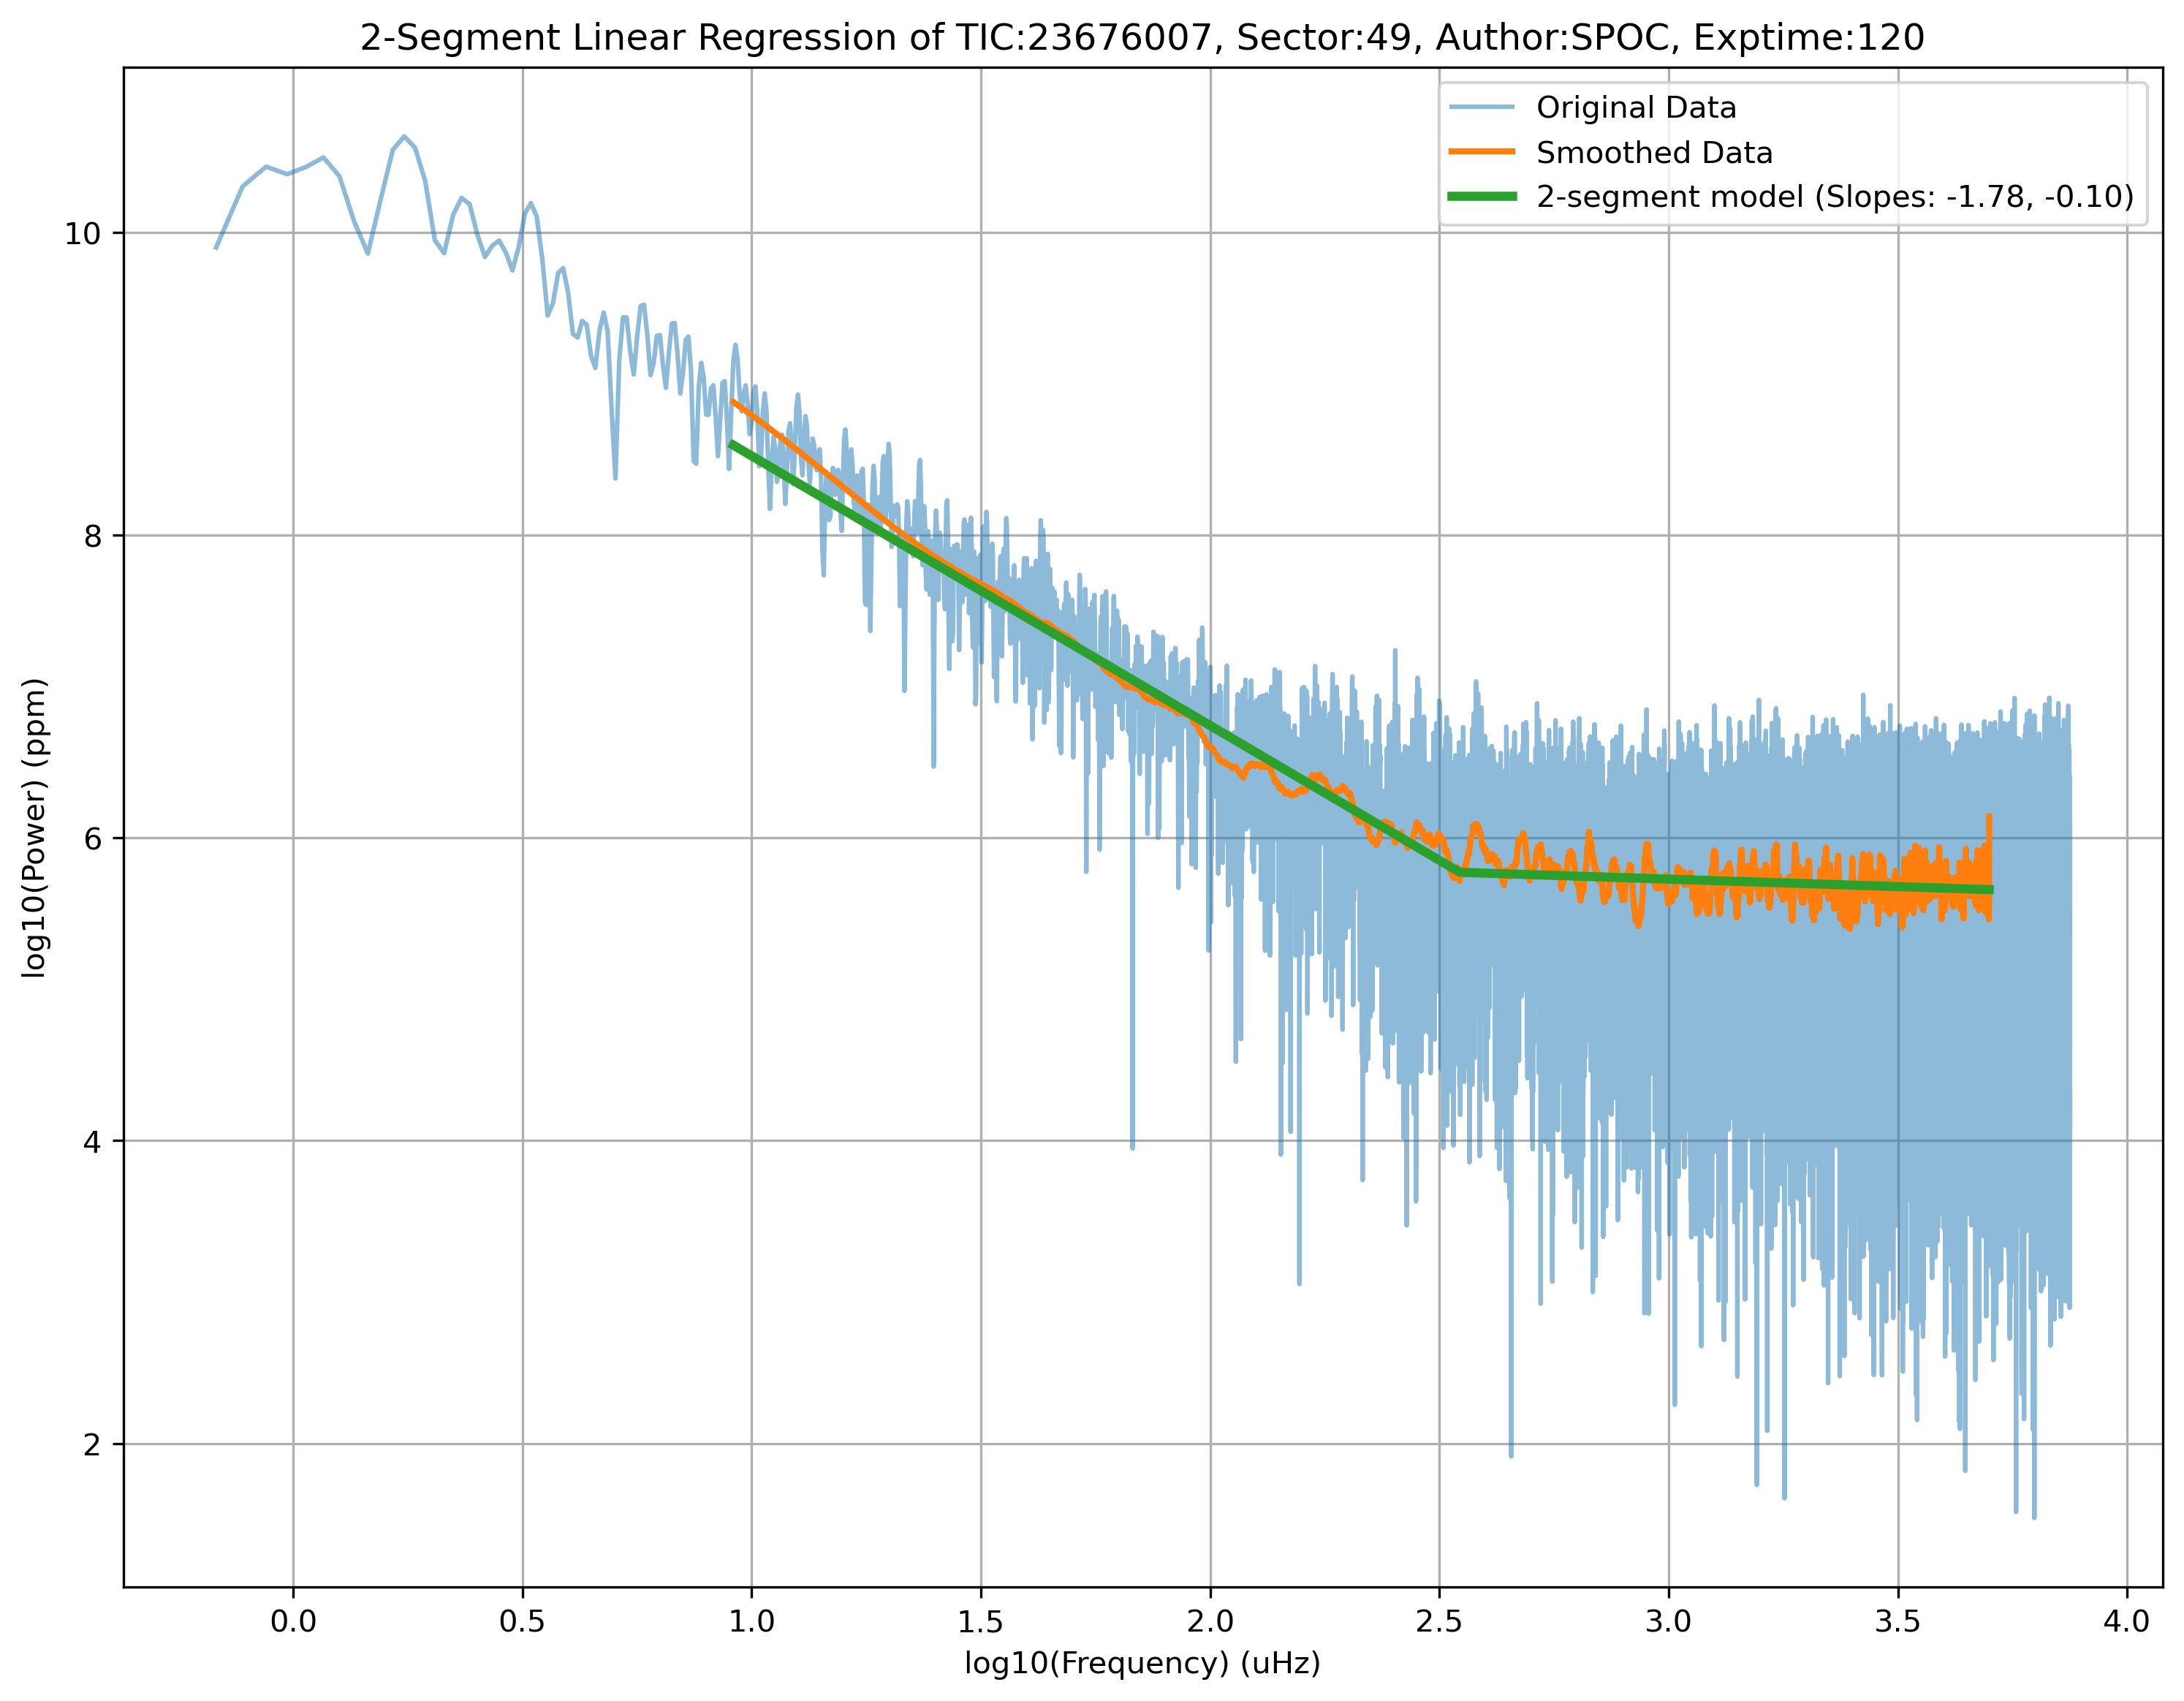 2-Segment Linear Regression of TIC:23676007, Sector:49, Author:SPOC, Exptime:120
Original Data
Smoothed Data
2-segment model (Slopes: -1.78, -0.10)
log10(Power) (ppm)
10
8
6
4
2
0.0 0.5 1.0 1.5 2.0 2.5 3.0 3.5 4.0
log10(Frequency) (uHz)